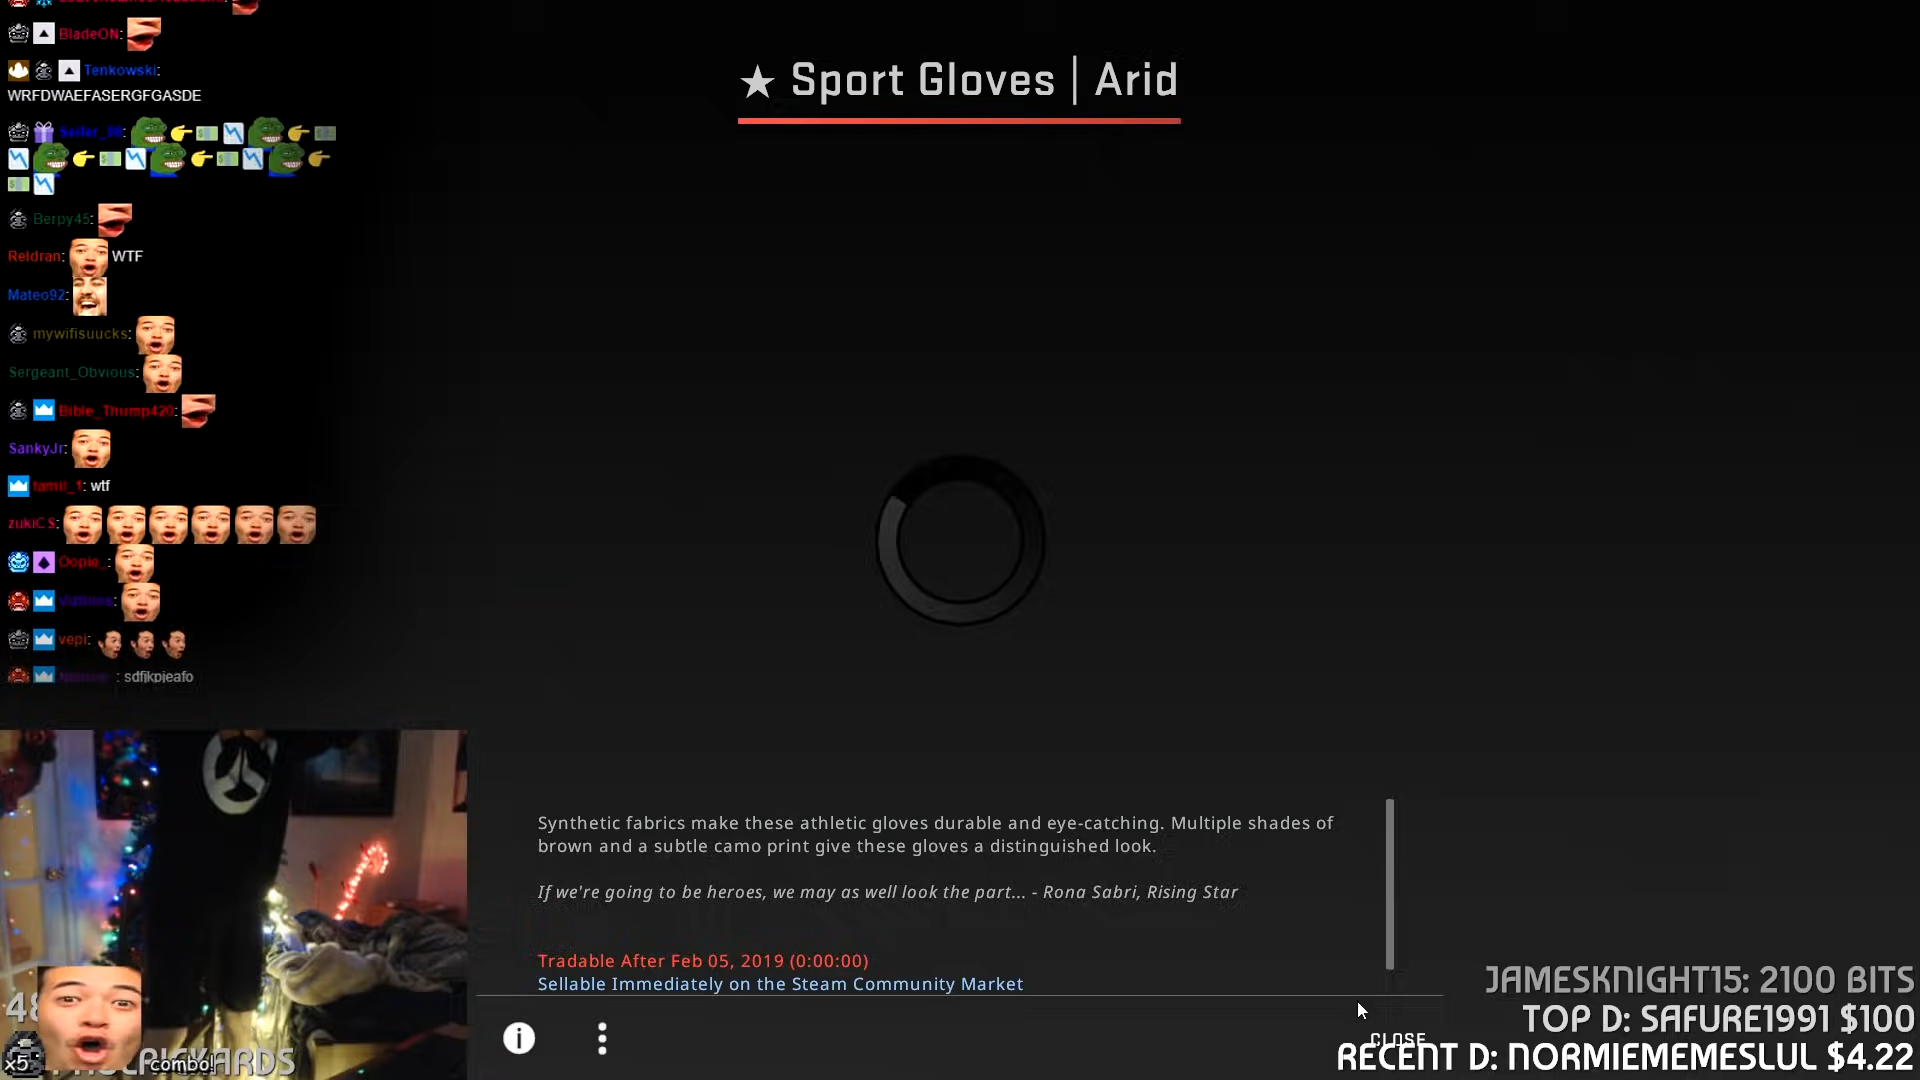 BladeON:
Tenkowski:
WRFDWAEFASERGFGASDE
Berpy45:
Reldran: WTF
Mateo92:
mywifisuucks:
Sergeant_Obvious:
Bible_Thump420:
SankyJr:
tamir_1: wtf
zukiCS:
Oopie_:
vepi:
: sdfjkpjeafo
★ Sport Gloves | Arid
Synthetic fabrics make these athletic gloves durable and eye-catching. Multiple shades of
brown and a subtle camo print give these gloves a distinguished look.
If we're going to be heroes, we may as well look the part... - Rona Sabri, Rising Star
Tradable After Feb 05, 2019 (0:00:00)
Sellable Immediately on the Steam Community Market
CLOSE
x5 combo!
JAMESKNIGHT15: 2100 BITS
TOP D: SAFURE1991 $100
RECENT D: NORMIEMEMESLUL $4.22